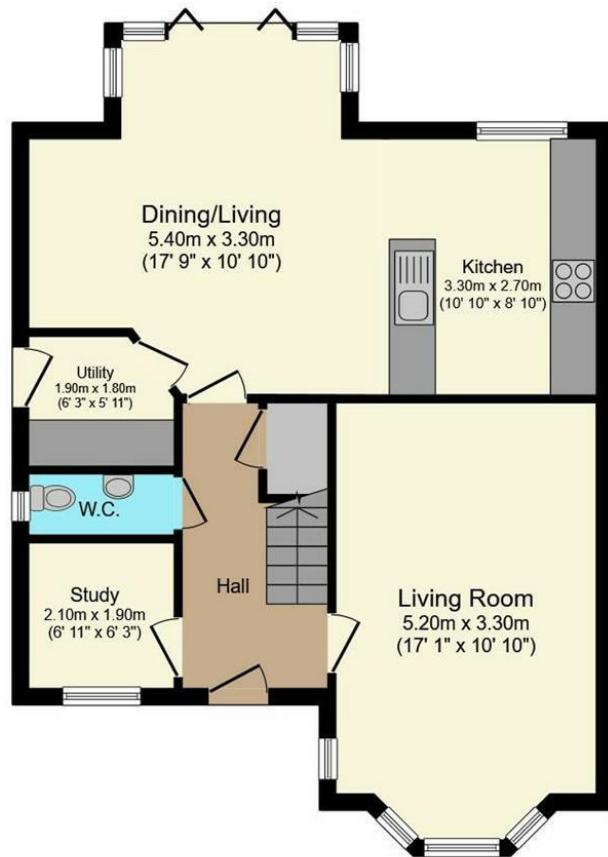 Dining/Living
5.40m x 3.30m
(17' 9" x 10' 10")
Kitchen
3.30m x 2.70m
(10' 10" x 8' 10")
Utility
1.90m x 1.80m
(6' 3" x 5' 11")
W.C.
Study
2.10m x 1.90m
(6' 11" x 6' 3")
Hall
Living Room
5.20m x 3.30m
(17' 1" x 10' 10")